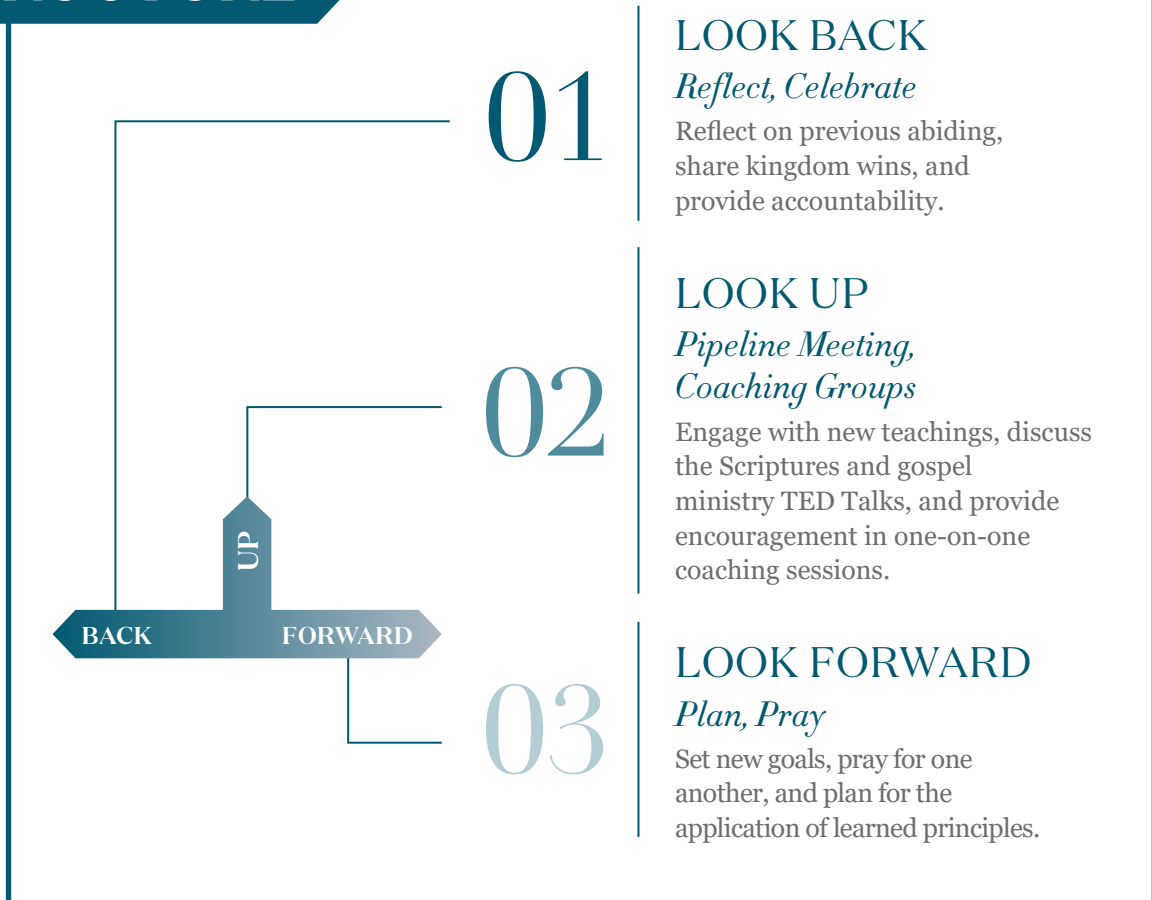 01
LOOK BACK
Reflect, Celebrate
Reflect on previous abiding,
share kingdom wins, and
provide accountability.
02
LOOK UP
Pipeline Meeting,
Coaching Groups
Engage with new teachings, discuss
the Scriptures and gospel
ministry TED Talks, and provide
encouragement in one-on-one
coaching sessions.
UP
BACK
FORWARD
03
LOOK FORWARD
Plan, Pray
Set new goals, pray for one
another, and plan for the
application of learned principles.